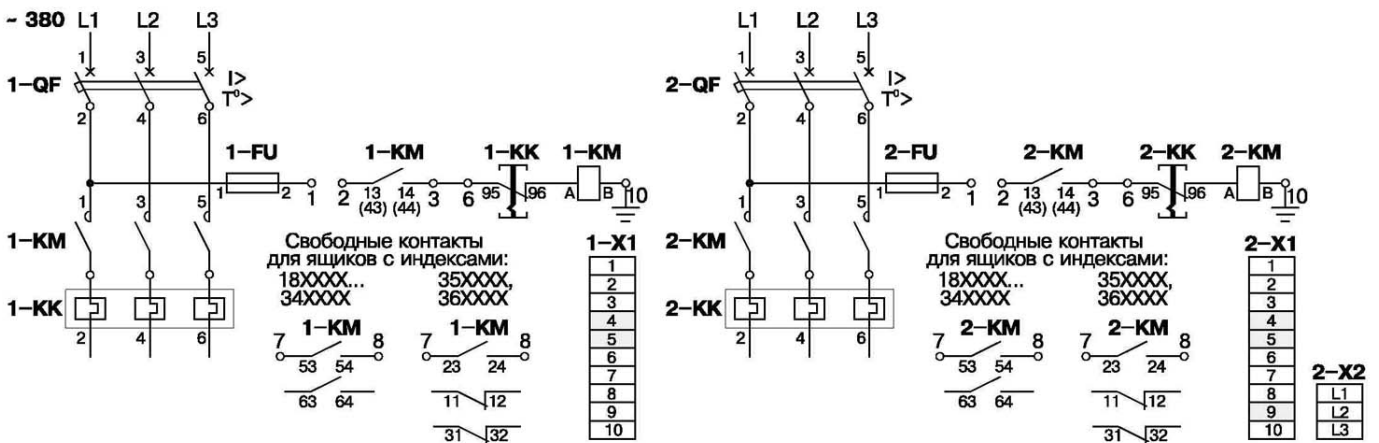 ~ 380 L1 L2 L3
1 3 5
1-QF I>
T°>
2 4 6
1-FU 1-KM 1-KK 1-KM
1 2 1 2 13 14 3 6 95 96 A B 10
(43) (44)
1 3 5
1-KM
1-KK
2 4 6
Свободные контакты
для ящиков с индексами:
18XXXX... 35XXXX,
34XXXX 36XXXX
1-KM 1-KM
7 8 7 8
53 54 23 24
63 64 11 12
31 32
1-X1
1
2
3
4
5
6
7
8
9
10
L1 L2 L3
1 3 5
2-QF I>
T°>
2 4 6
2-FU 2-KM 2-KK 2-KM
1 2 1 2 13 14 3 6 95 96 A B 10
(43) (44)
1 3 5
2-KM
2-KK
2 4 6
Свободные контакты
для ящиков с индексами:
18XXXX... 35XXXX,
34XXXX 36XXXX
2-KM 2-KM
7 8 7 8
53 54 23 24
63 64 11 12
31 32
2-X1
1
2
3
4
5
6
7
8
9
10
2-X2
L1
L2
L3